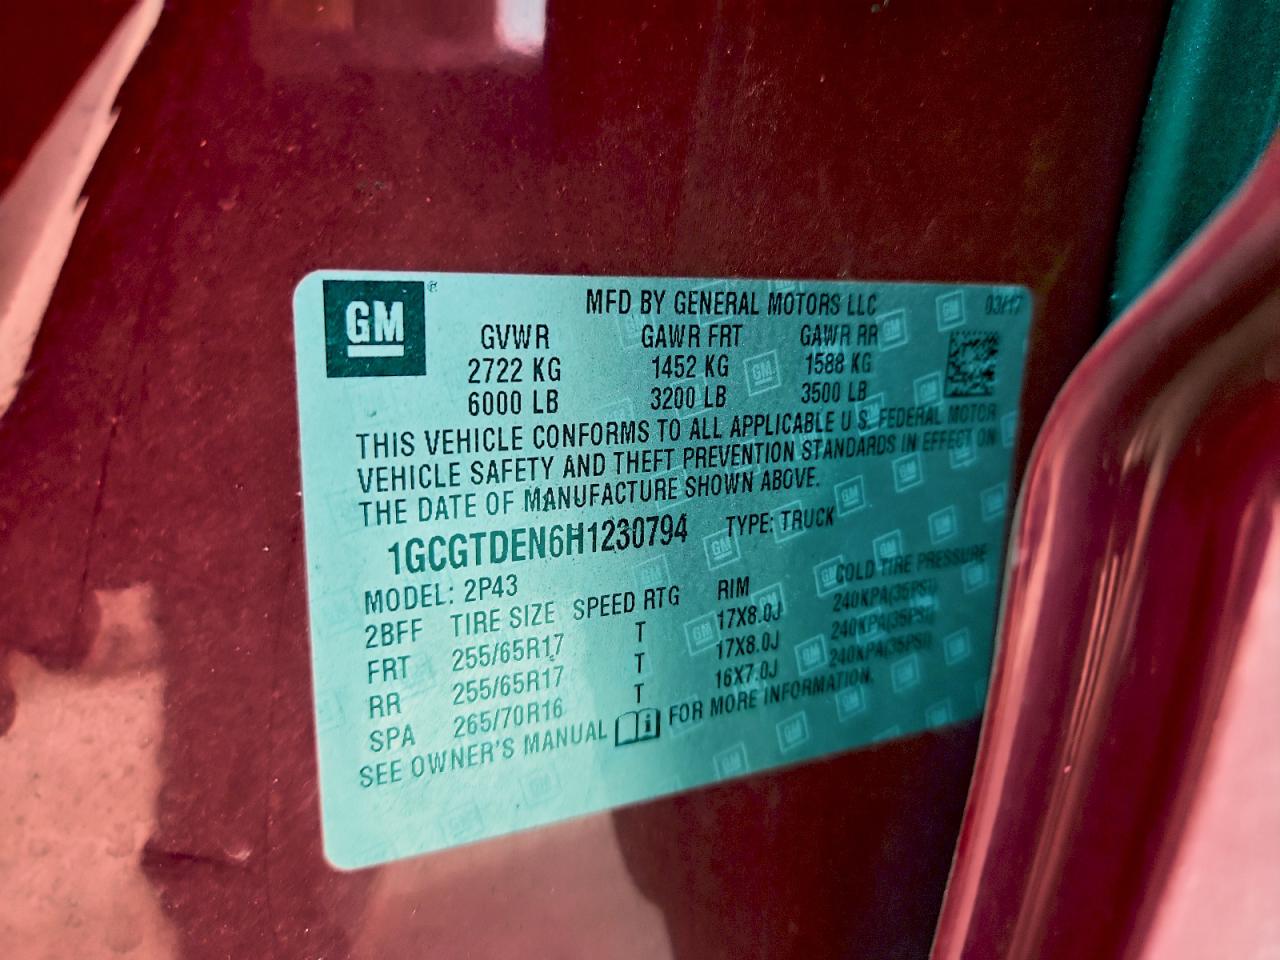 GM ®
MFD BY GENERAL MOTORS LLC 03/17
GVWR GAWR FRT GAWR RR
2722 KG 1452 KG 1588 KG
6000 LB 3200 LB 3500 LB
THIS VEHICLE CONFORMS TO ALL APPLICABLE U.S. FEDERAL MOTOR
VEHICLE SAFETY AND THEFT PREVENTION STANDARDS IN EFFECT ON
THE DATE OF MANUFACTURE SHOWN ABOVE.
1GCGTDEN6H1230794 TYPE: TRUCK
MODEL: 2P43
2BFF TIRE SIZE SPEED RTG RIM COLD TIRE PRESSURE
FRT 255/65R17 T 17X8.0J 240KPA(35PSI)
RR 255/65R17 T 17X8.0J 240KPA(35PSI)
SPA 265/70R16 T 16X7.0J 240KPA(35PSI)
SEE OWNER'S MANUAL FOR MORE INFORMATION.